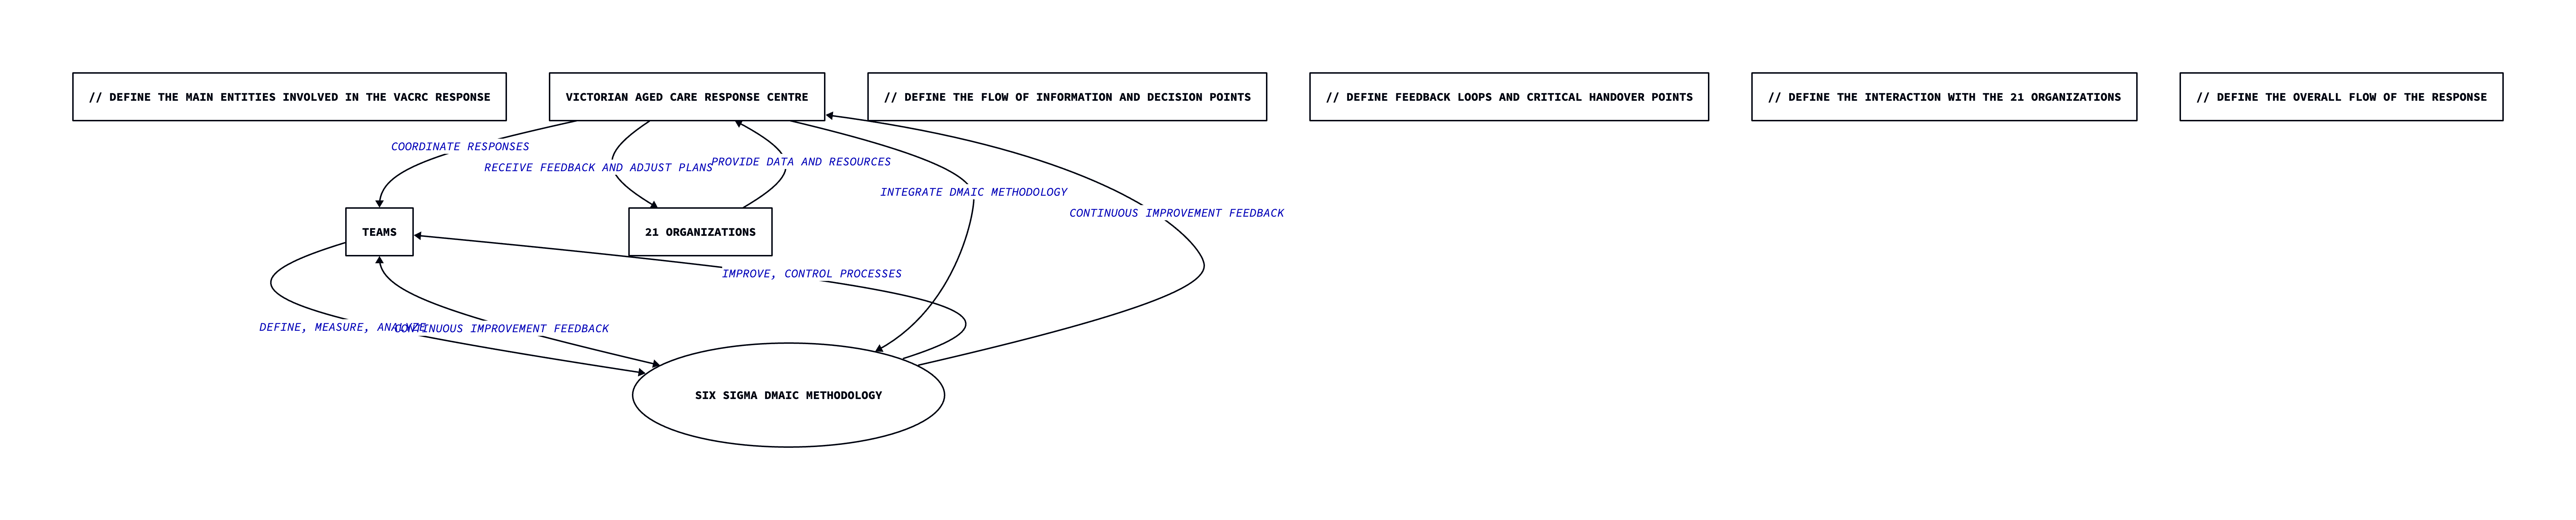 // DEFINE THE MAIN ENTITIES INVOLVED IN THE VACRC RESPONSE
VICTORIAN AGED CARE RESPONSE CENTRE
// DEFINE THE FLOW OF INFORMATION AND DECISION POINTS
// DEFINE FEEDBACK LOOPS AND CRITICAL HANDOVER POINTS
// DEFINE THE INTERACTION WITH THE 21 ORGANIZATIONS
// DEFINE THE OVERALL FLOW OF THE RESPONSE
COORDINATE RESPONSES
RECEIVE FEEDBACK AND ADJUST PLANS
PROVIDE DATA AND RESOURCES
INTEGRATE DMAIC METHODOLOGY
CONTINUOUS IMPROVEMENT FEEDBACK
TEAMS
21 ORGANIZATIONS
IMPROVE, CONTROL PROCESSES
DEFINE, MEASURE, ANALYZE
CONTINUOUS IMPROVEMENT FEEDBACK
SIX SIGMA DMAIC METHODOLOGY